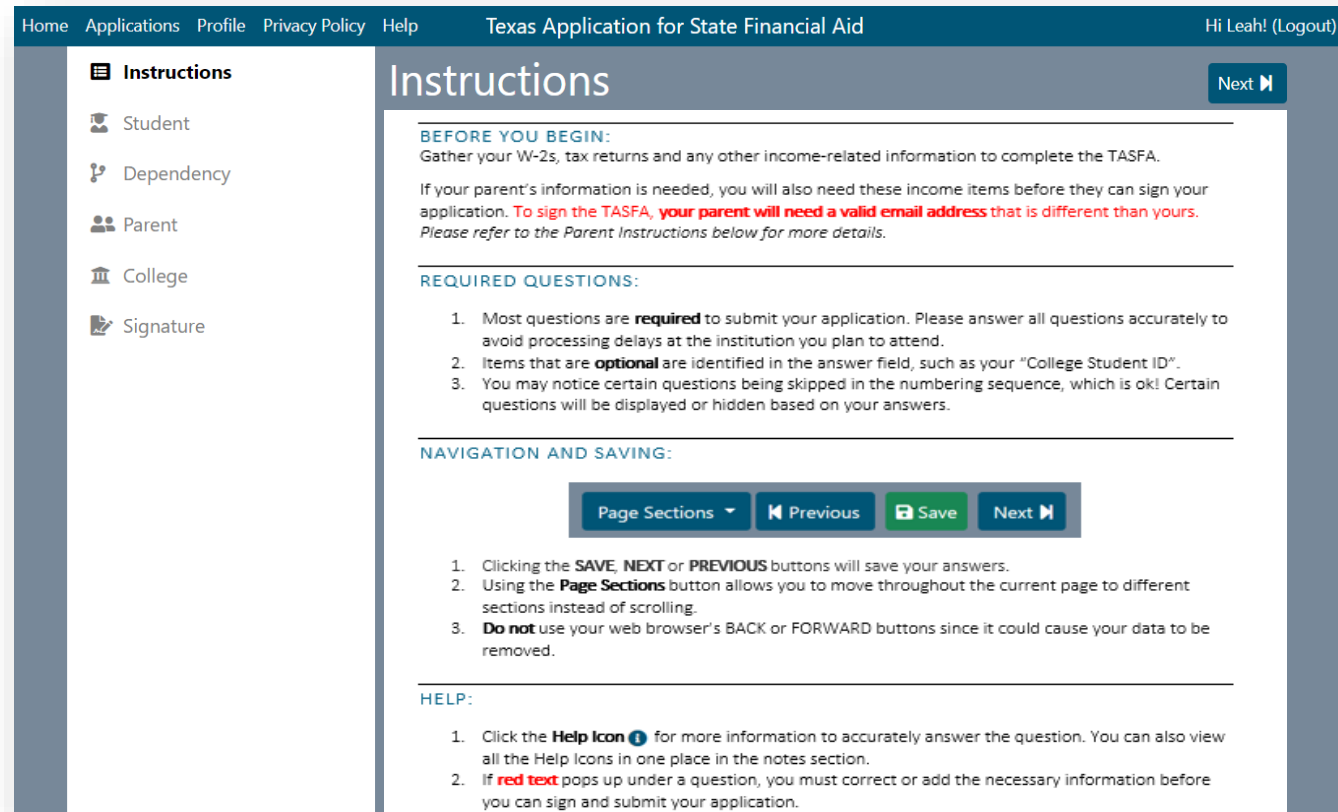 Home Applications Profile Privacy Policy Help Texas Application for State Financial Aid Hi Leah! (Logout)
Instructions
Student
Dependency
Parent
College
Signature
Instructions
Next
BEFORE YOU BEGIN:
Gather your W-2s, tax returns and any other income-related information to complete the TASFA.
If your parent's information is needed, you will also need these income items before they can sign your
application. To sign the TASFA, your parent will need a valid email address that is different than yours.
Please refer to the Parent Instructions below for more details.
REQUIRED QUESTIONS:
1. Most questions are required to submit your application. Please answer all questions accurately to
avoid processing delays at the institution you plan to attend.
2. Items that are optional are identified in the answer field, such as your "College Student ID".
3. You may notice certain questions being skipped in the numbering sequence, which is ok! Certain
questions will be displayed or hidden based on your answers.
NAVIGATION AND SAVING:
Page Sections Previous Save Next
1. Clicking the SAVE, NEXT or PREVIOUS buttons will save your answers.
2. Using the Page Sections button allows you to move throughout the current page to different
sections instead of scrolling.
3. Do not use your web browser's BACK or FORWARD buttons since it could cause your data to be
removed.
HELP:
1. Click the Help Icon i for more information to accurately answer the question. You can also view
all the Help Icons in one place in the notes section.
2. If red text pops up under a question, you must correct or add the necessary information before
you can sign and submit your application.